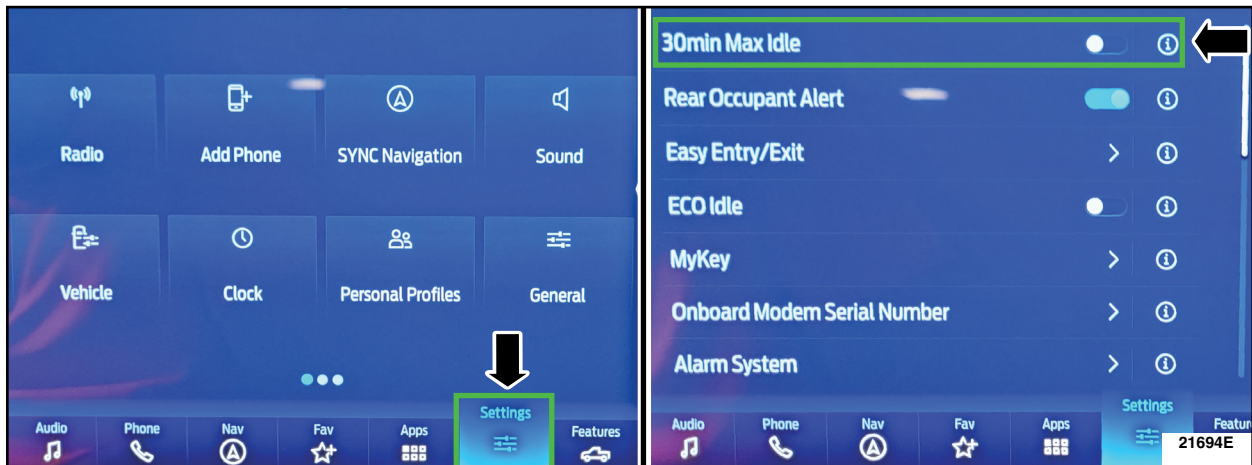 Radio
Add Phone
SYNC Navigation
Sound
Vehicle
Clock
Personal Profiles
General
Settings
Audio
Phone
Nav
Fav
Apps
Features
30min Max Idle
Rear Occupant Alert
Easy Entry/Exit
ECO Idle
MyKey
Onboard Modem Serial Number
Alarm System
Settings
Audio
Phone
Nav
Fav
Apps
Featur
21694E